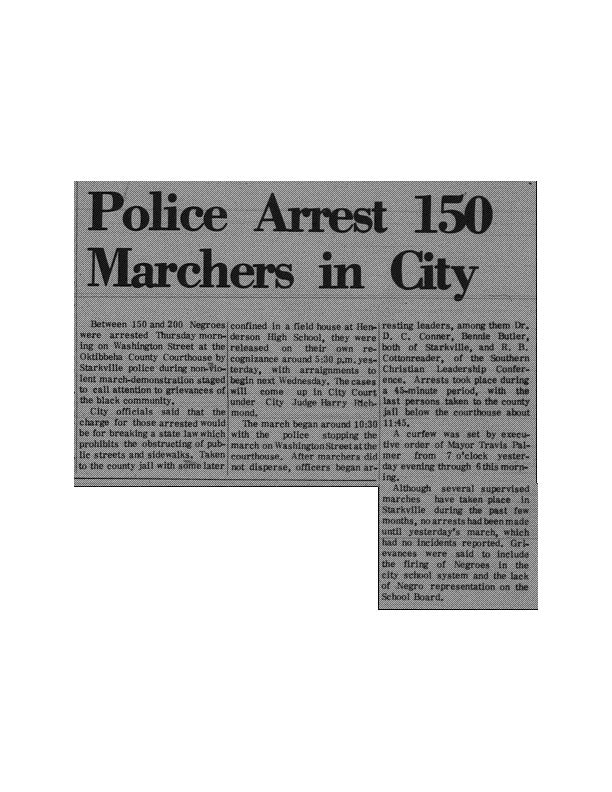 Police Arrest 150
Marchers in City
Between 150 and 200 Negroes
were arrested Thursday morn-
ing on Washington Street at the
Oktibbeha County Courthouse by
Starkville police during non-vio-
lent march-demonstration staged
to call attention to grievances of
the black community.
City officials said that the
charge for those arrested would
be for breaking a state law which
prohibits the obstructing of pub-
lic streets and sidewalks. Taken
to the county jail with some later
confined in a field house at Hen-
derson High School, they were
released on their own re-
cognizance around 5:30 p.m. yes-
terday, with arraignments to
begin next Wednesday. The cases
will come up in City Court
under City Judge Harry Rich-
mond.
The march began around 10:30
with the police stopping the
march on Washington Street at the
courthouse. After marchers did
not disperse, officers began ar-
resting leaders, among them Dr.
D. C. Conner, Bennie Butler,
both of Starkville, and R. B.
Cottonreader, of the Southern
Christian Leadership Confer-
ence. Arrests took place during
a 45-minute period, with the
last persons taken to the county
jail below the courthouse about
11:45.
A curfew was set by execu-
tive order of Mayor Travis Pal-
mer from 7 o'clock yester-
day evening through 6 this morn-
ing.
Although several supervised
marches have taken place in
Starkville during the past few
months, no arrests had been made
until yesterday's march, which
had no incidents reported. Gri-
evances were said to include
the firing of Negroes in the
city school system and the lack
of Negro representation on the
School Board.